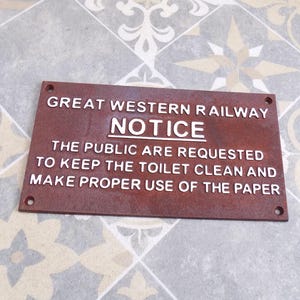 GREAT WESTERN RAILWAY
NOTICE
THE PUBLIC ARE REQUESTED
TO KEEP THE TOILET CLEAN AND
MAKE PROPER USE OF THE PAPER